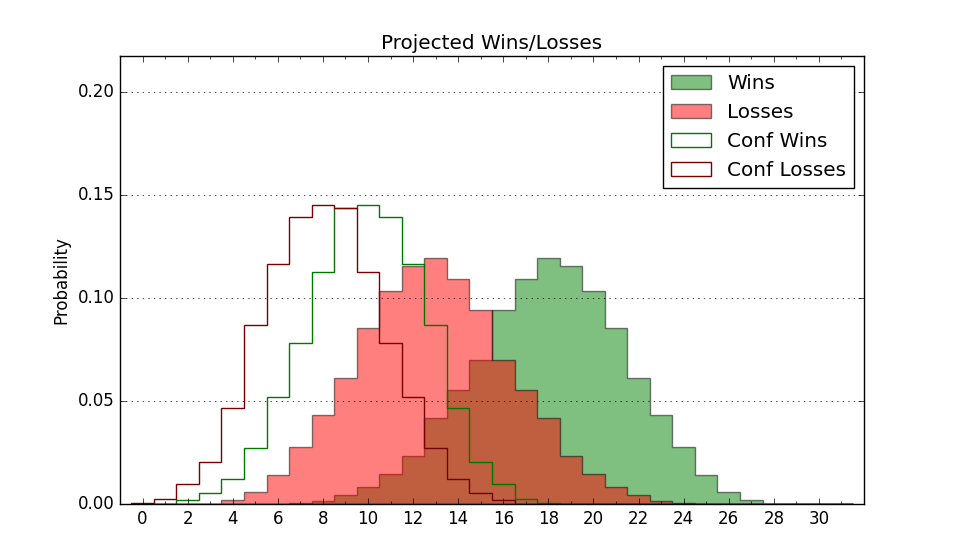 Projected Wins/Losses
Wins
Losses
Conf Wins
Conf Losses
Probability
0.20
0.15
0.10
0.05
0.00
0 2 4 6 8 10 12 14 16 18 20 22 24 26 28 30